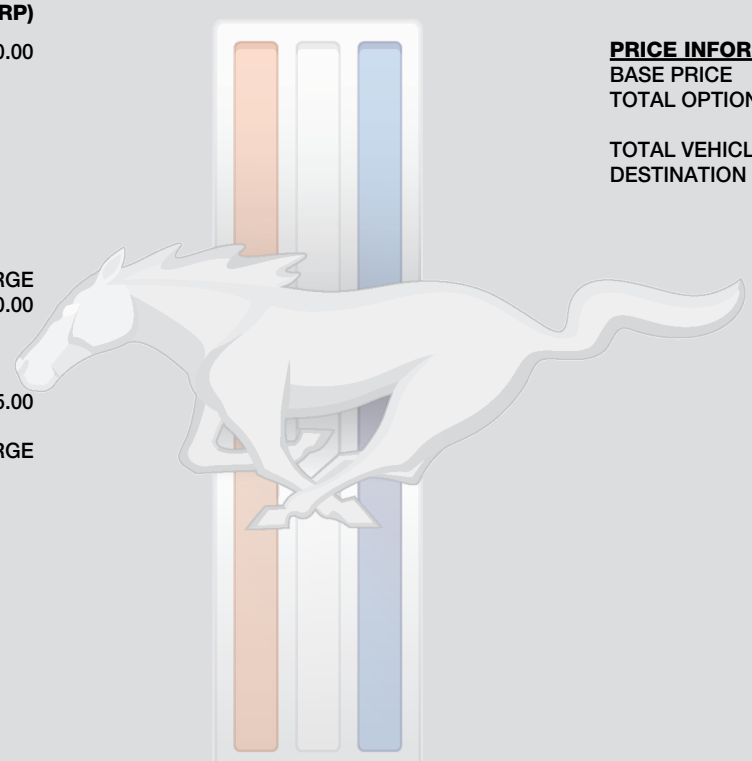 RP)
0.00
RGE
0.00
5.00
RGE
PRICE INFOR
BASE PRICE
TOTAL OPTION
TOTAL VEHICL
DESTINATION